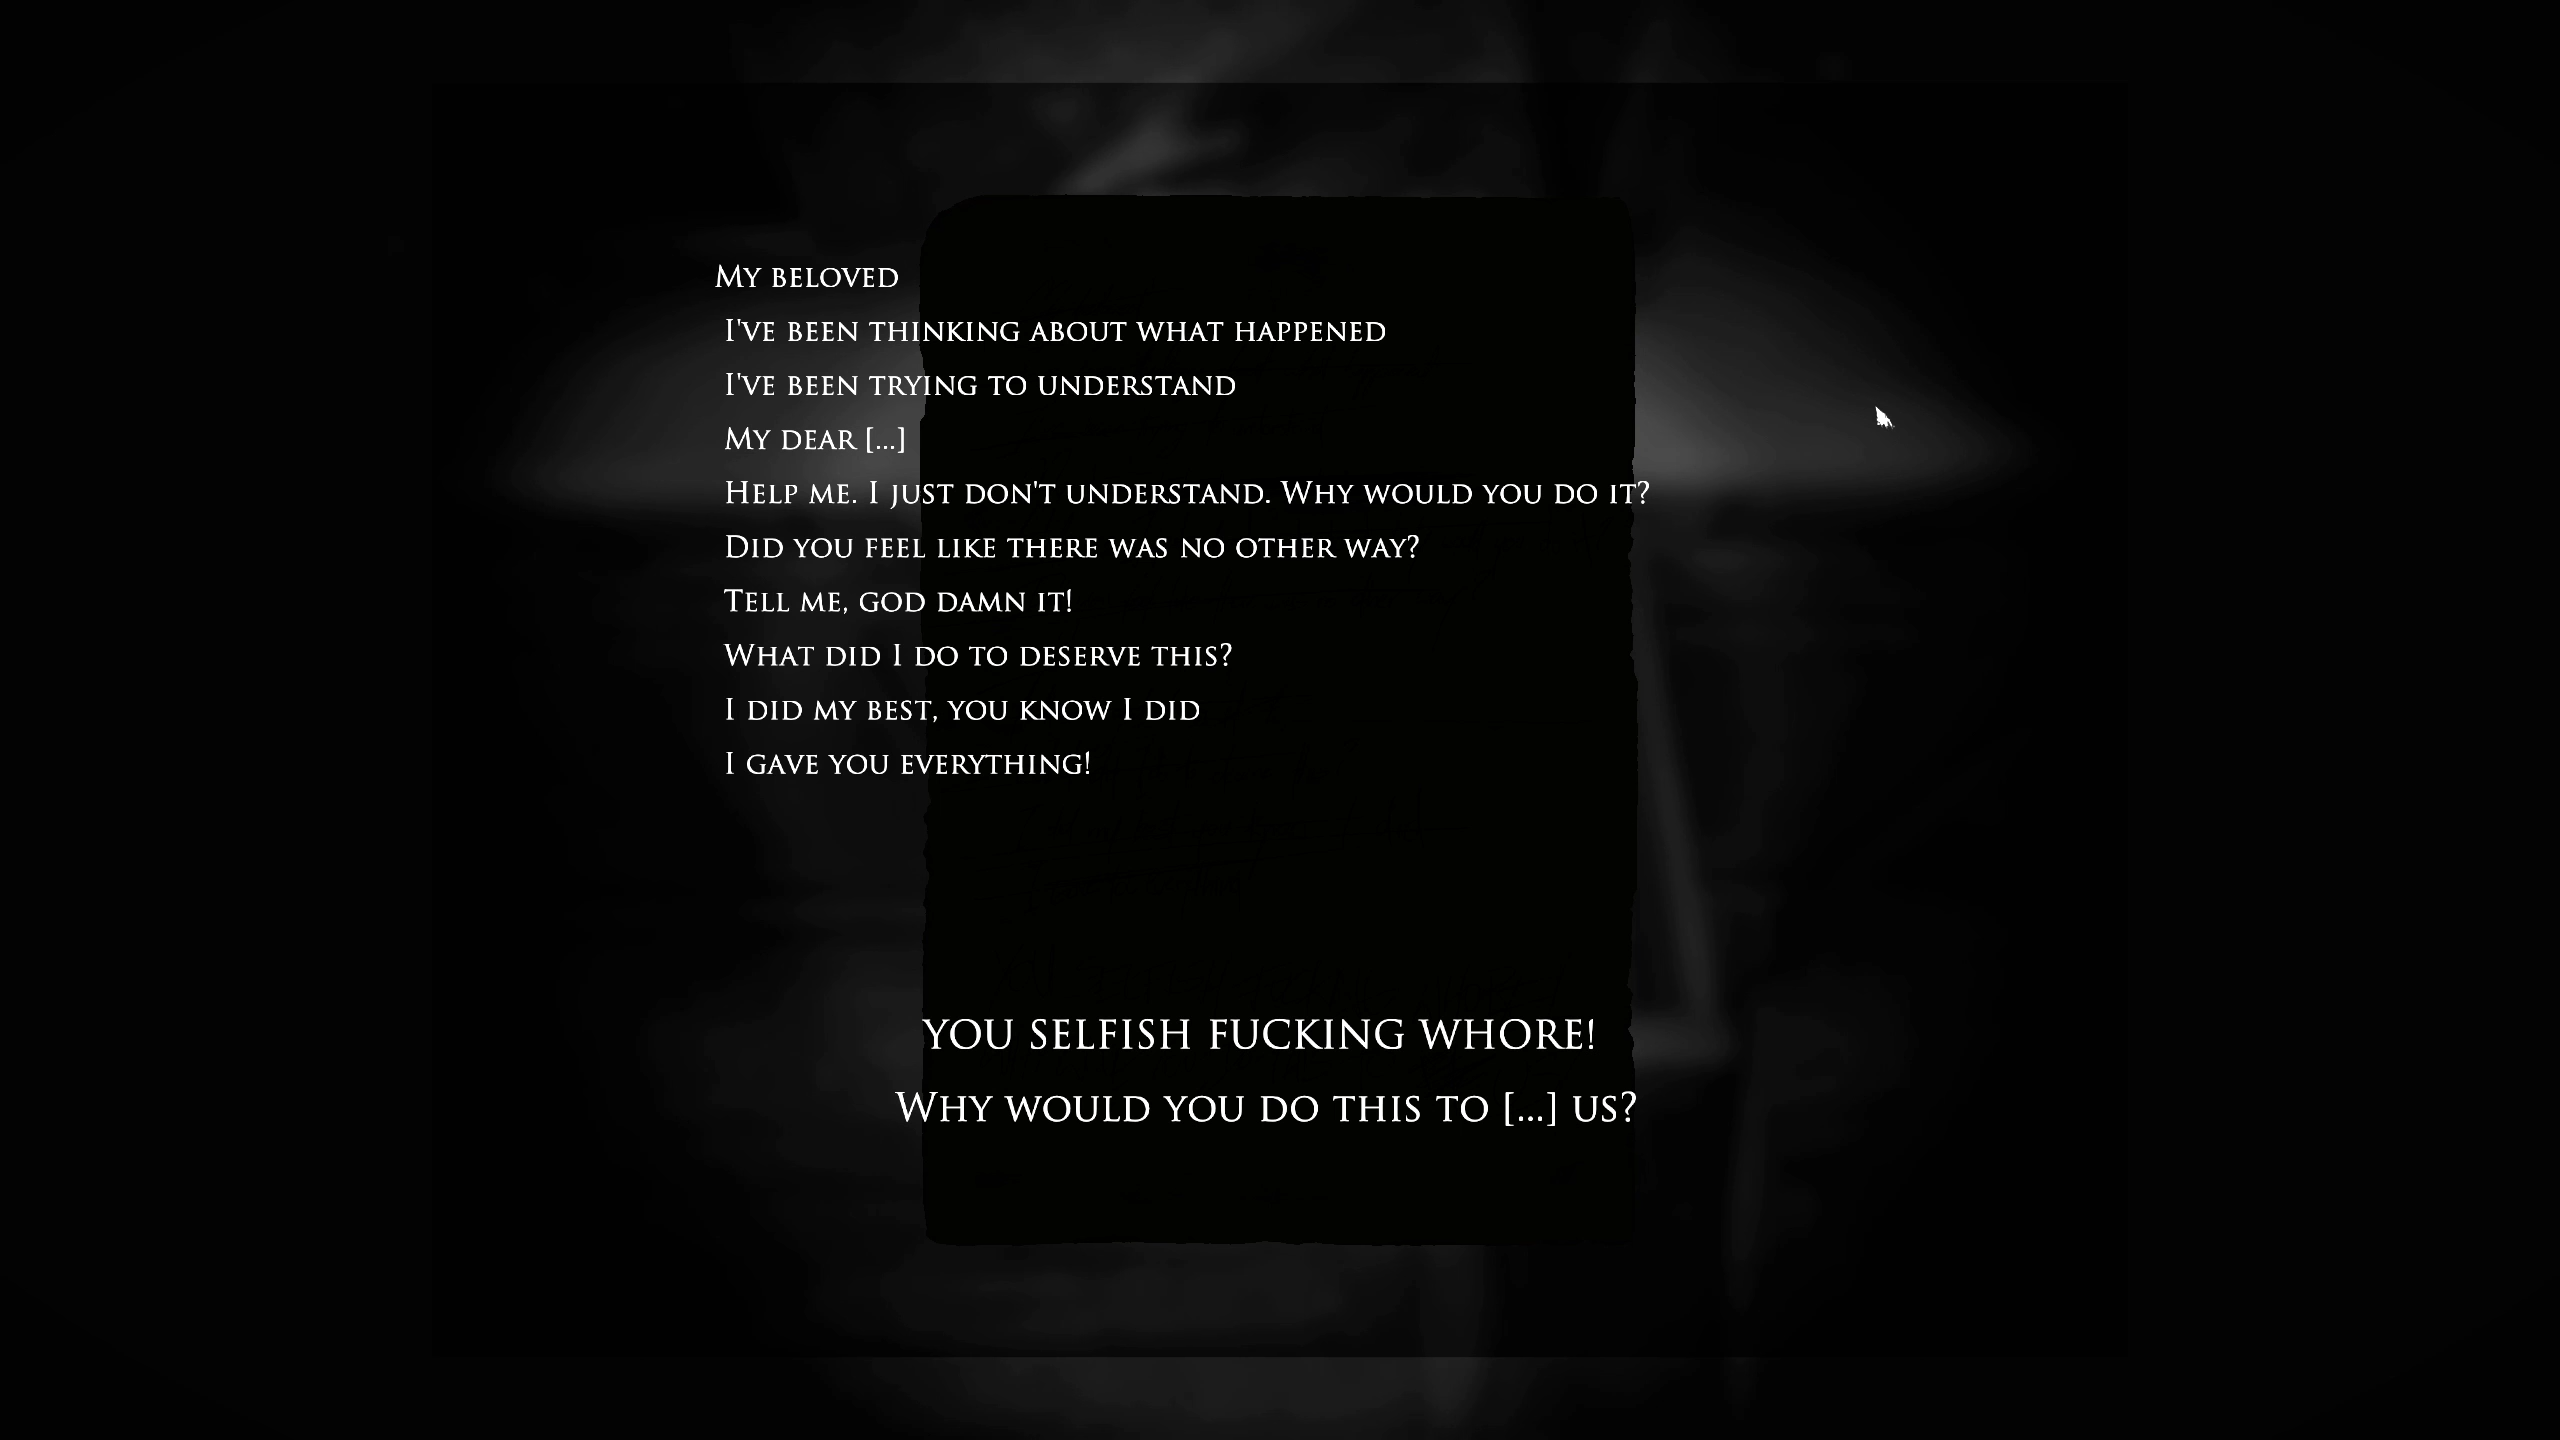 My beloved
I've been thinking about what happened
I've been trying to understand
My dear [...]
Help me. I just don't understand. Why would you do it?
Did you feel like there was no other way?
Tell me, god damn it!
What did I do to deserve this?
I did my best, you know I did
I gave you everything!
YOU SELFISH FUCKING WHORE!
Why would you do this to [...] us?